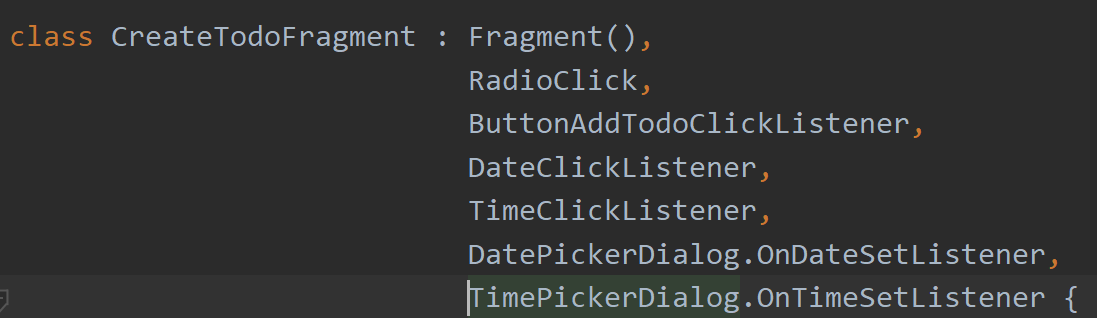 class CreateTodoFragment : Fragment(),
RadioClick,
ButtonAddTodoClickListener,
DateClickListener,
TimeClickListener,
DatePickerDialog.OnDateSetListener,
TimePickerDialog.OnTimeSetListener {